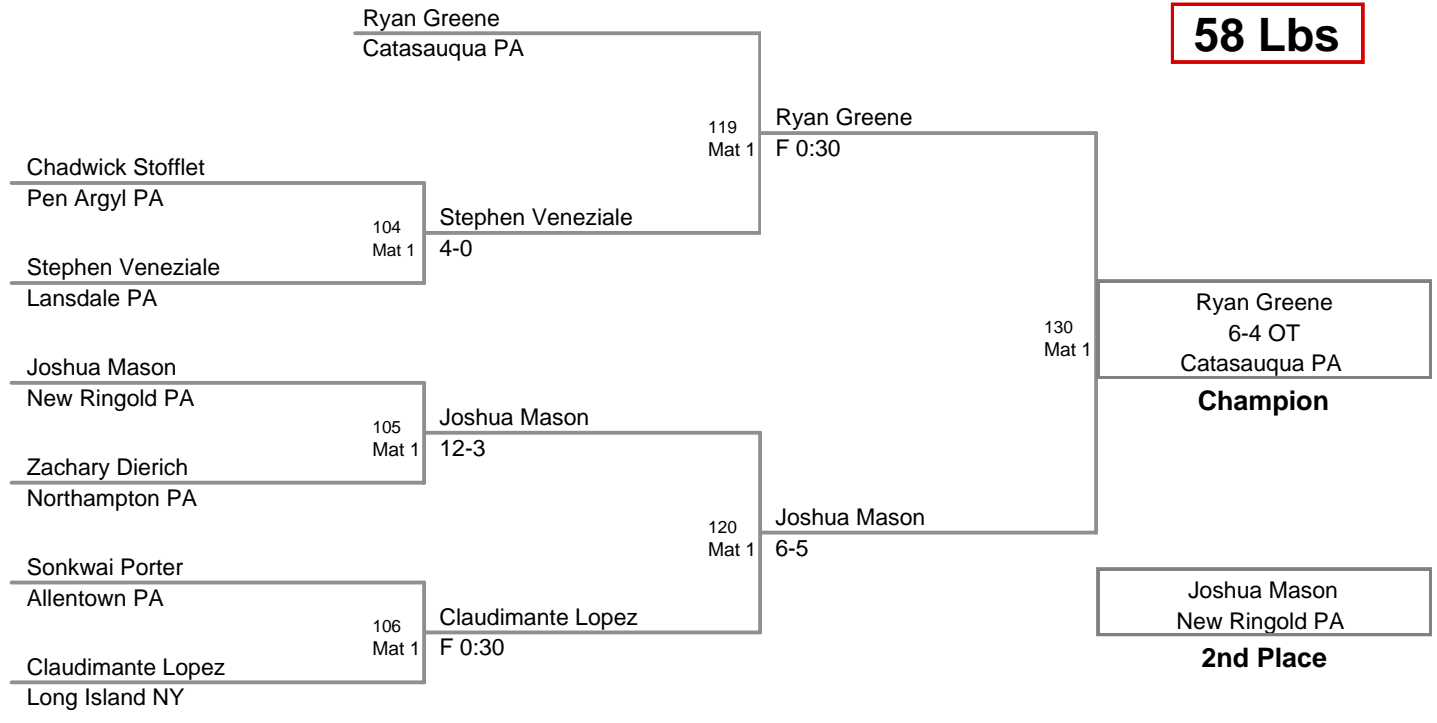 Ryan Greene
Catasauqua PA
58 Lbs
119
Mat 1
Ryan Greene
F 0:30
Chadwick Stofflet
Pen Argyl PA
104
Mat 1
Stephen Veneziale
4-0
Stephen Veneziale
Lansdale PA
130
Mat 1
Ryan Greene
6-4 OT
Catasauqua PA
Champion
Joshua Mason
New Ringold PA
105
Mat 1
Joshua Mason
12-3
Zachary Dierich
Northampton PA
120
Mat 1
Joshua Mason
6-5
Sonkwai Porter
Allentown PA
106
Mat 1
Claudimante Lopez
F 0:30
Claudimante Lopez
Long Island NY
Joshua Mason
New Ringold PA
2nd Place